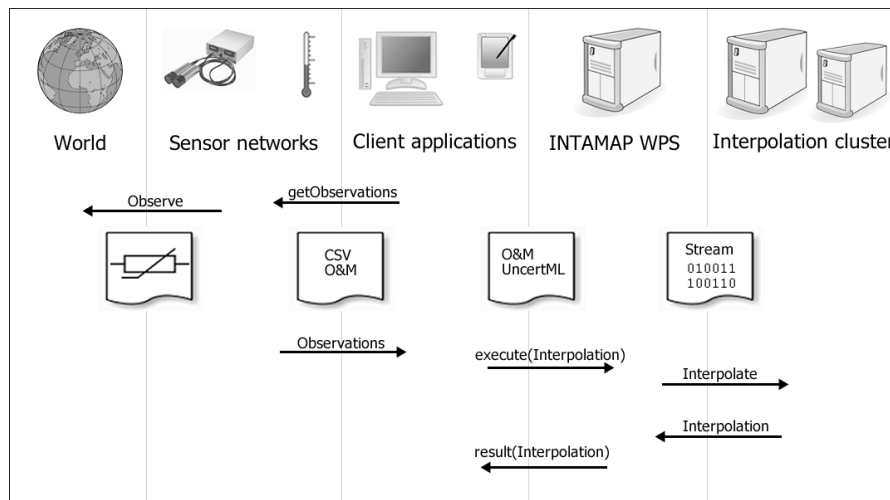 World
Sensor networks
Client applications
INTAMAP WPS
Interpolation cluster
Observe
getObservations
CSV
O&M
O&M
UncertML
Stream
010011
100110
Observations
execute(Interpolation)
Interpolate
Interpolation
result(Interpolation)